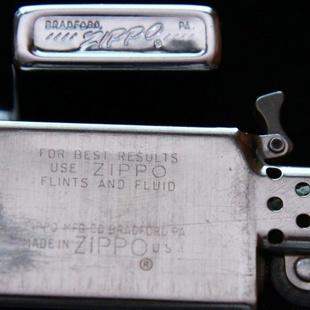 BRADFORD, PA.
//// ZIPPO ® ////
FOR BEST RESULTS
USE ZIPPO
FLINTS AND FLUID
ZIPPO MFG CO BRADFORD PA
MADE IN ZIPPO U S A
®